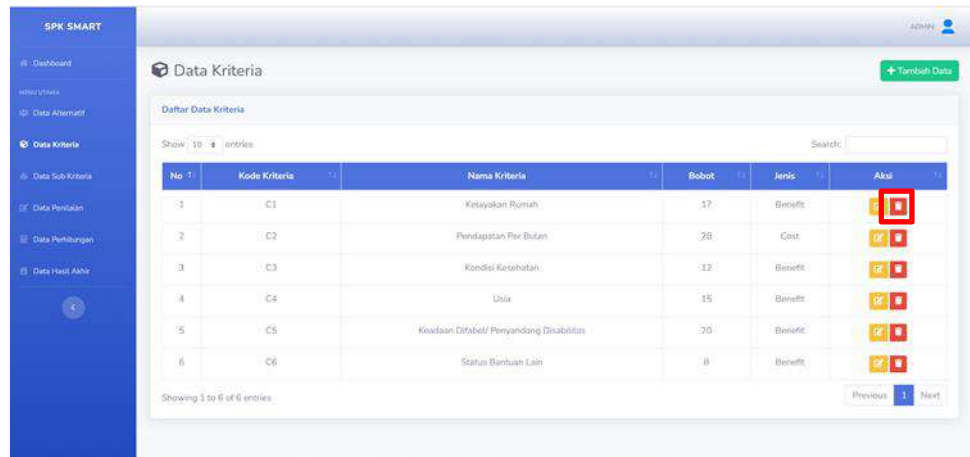 SPK SMART
ADMIN
Dashboard
Data Kriteria
+ Tambah Data
MENU UTAMA
Data Alternatif
Daftar Data Kriteria
Data Kriteria
Show 10 entries
Search:
Data Sub Kriteria
No Kode Kriteria Nama Kriteria Bobot Jenis Aksi
Data Penilaian
1 C1 Kelayakan Rumah 17 Benefit
Data Perhitungan
2 C2 Pendapatan Per Bulan 28 Cost
Data Hasil Akhir
3 C3 Kondisi Kesehatan 12 Benefit
4 C4 Usia 15 Benefit
5 C5 Keadaan Difabel/ Penyandang Disabilitas 20 Benefit
6 C6 Status Bantuan Lain 8 Benefit
Showing 1 to 6 of 6 entries
Previous 1 Next